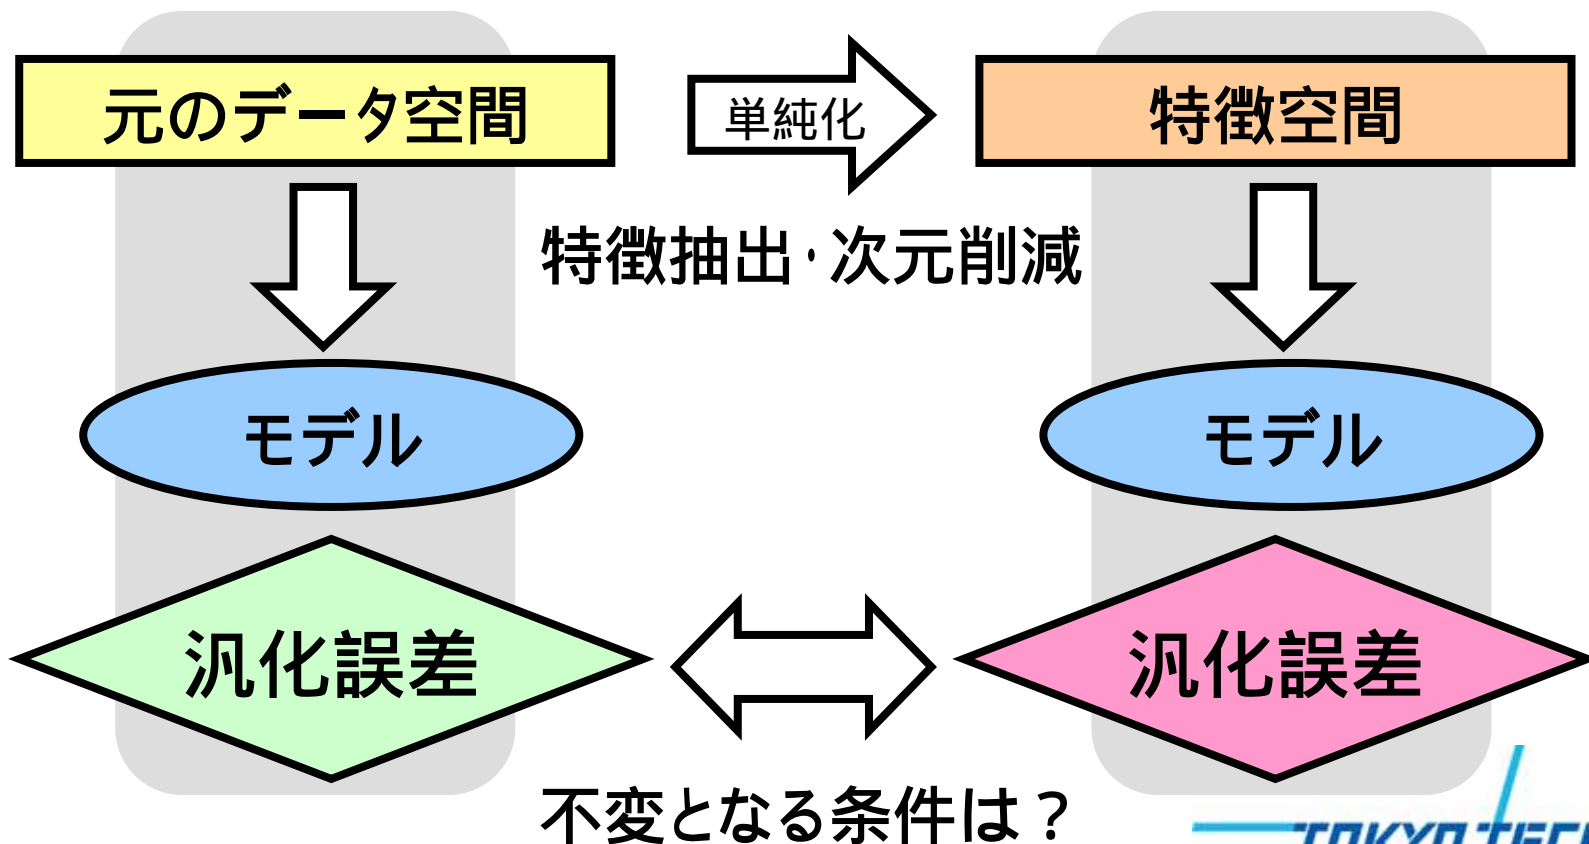 元のデータ空間
単純化
特徴空間
特徴抽出・次元削減
モデル
モデル
汎化誤差
汎化誤差
不変となる条件は？
TOKYO TECH